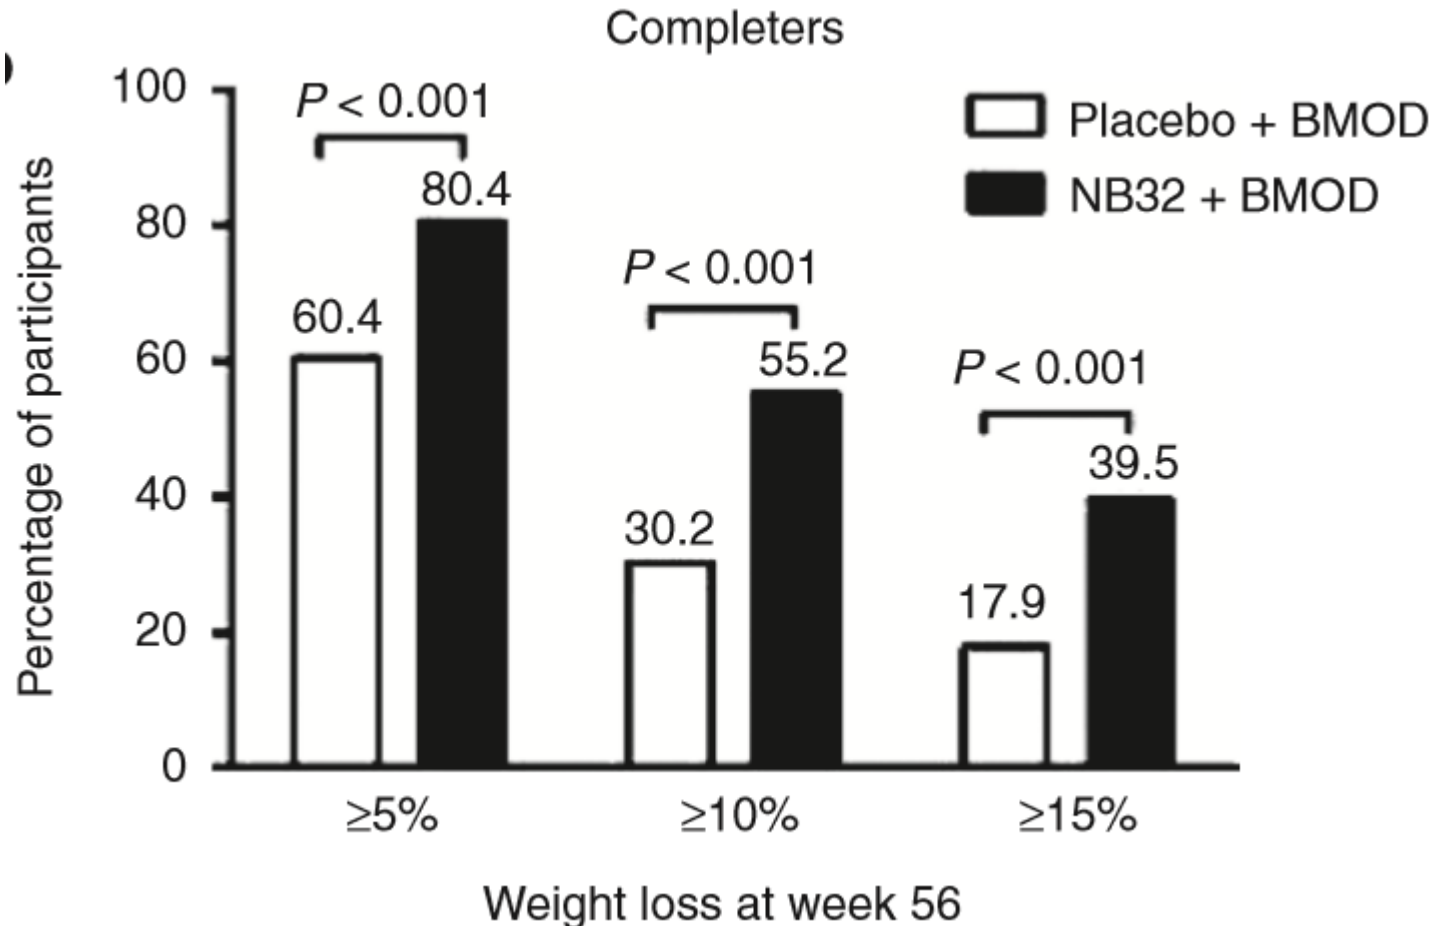 Completers
100
80
60
40
20
0
Percentage of participants
P < 0.001
60.4
80.4
P < 0.001
30.2
55.2
P < 0.001
17.9
39.5
Placebo + BMOD
NB32 + BMOD
≥5%
≥10%
≥15%
Weight loss at week 56